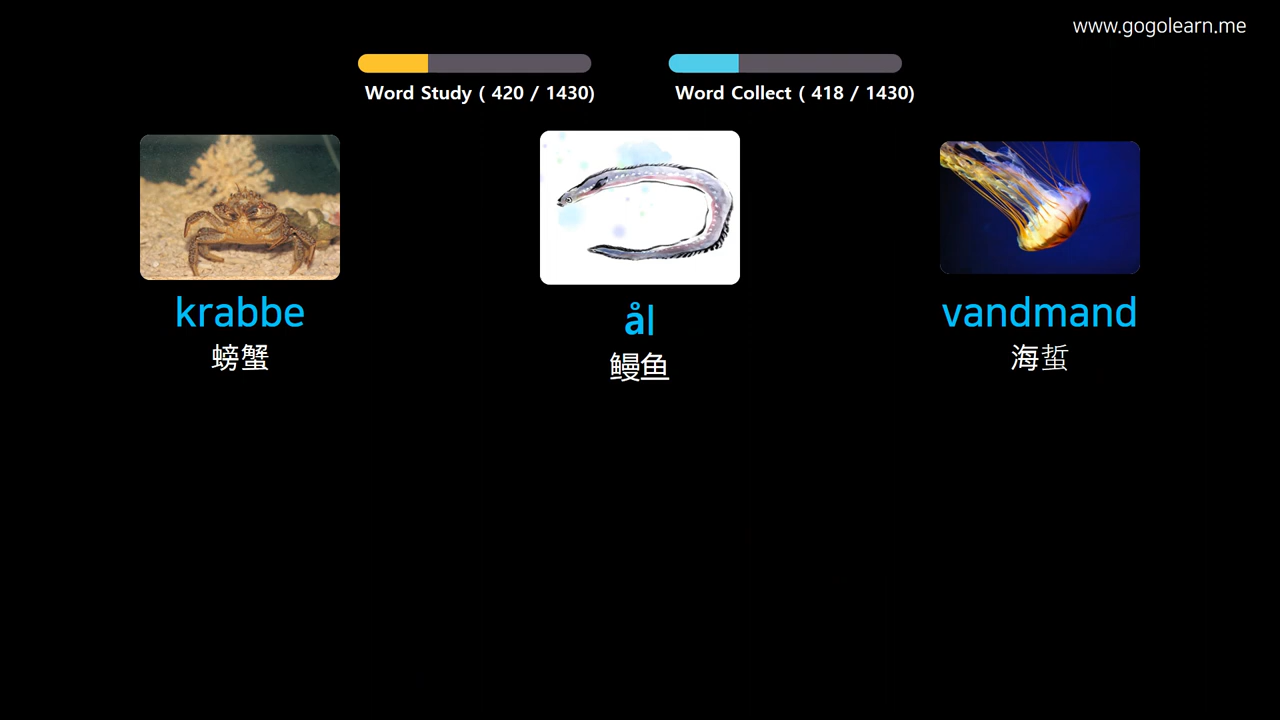 www.gogolearn.me
Word Study ( 420 / 1430)
Word Collect ( 418 / 1430)
krabbe
螃蟹
ål
鳗鱼
vandmand
海蜇